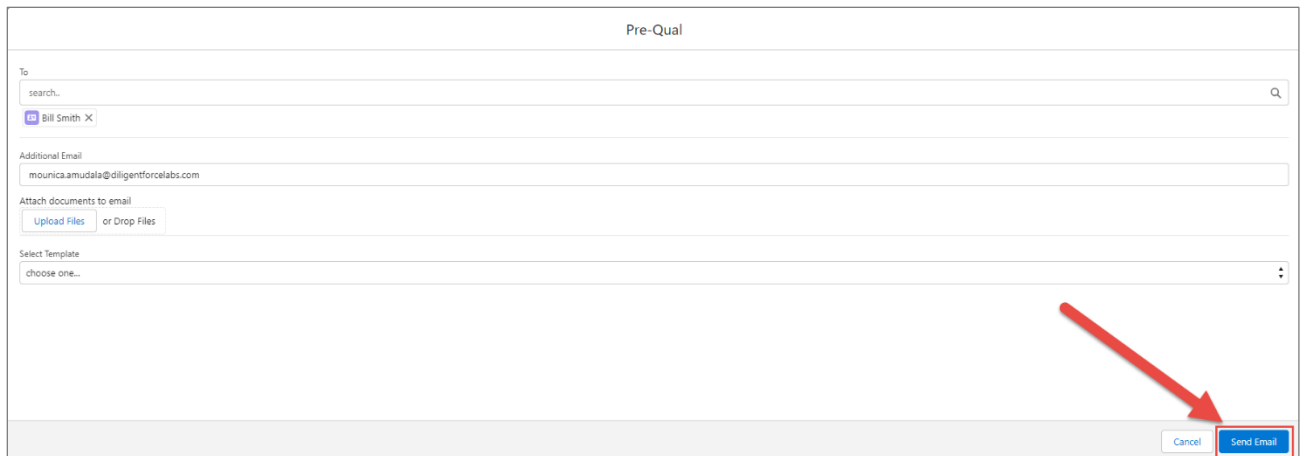 Pre-Qual
To
search..
Bill Smith
Additional Email
mounica.amudala@diligentforcelabs.com
Attach documents to email
Upload Files or Drop Files
Select Template
choose one...
Cancel Send Email